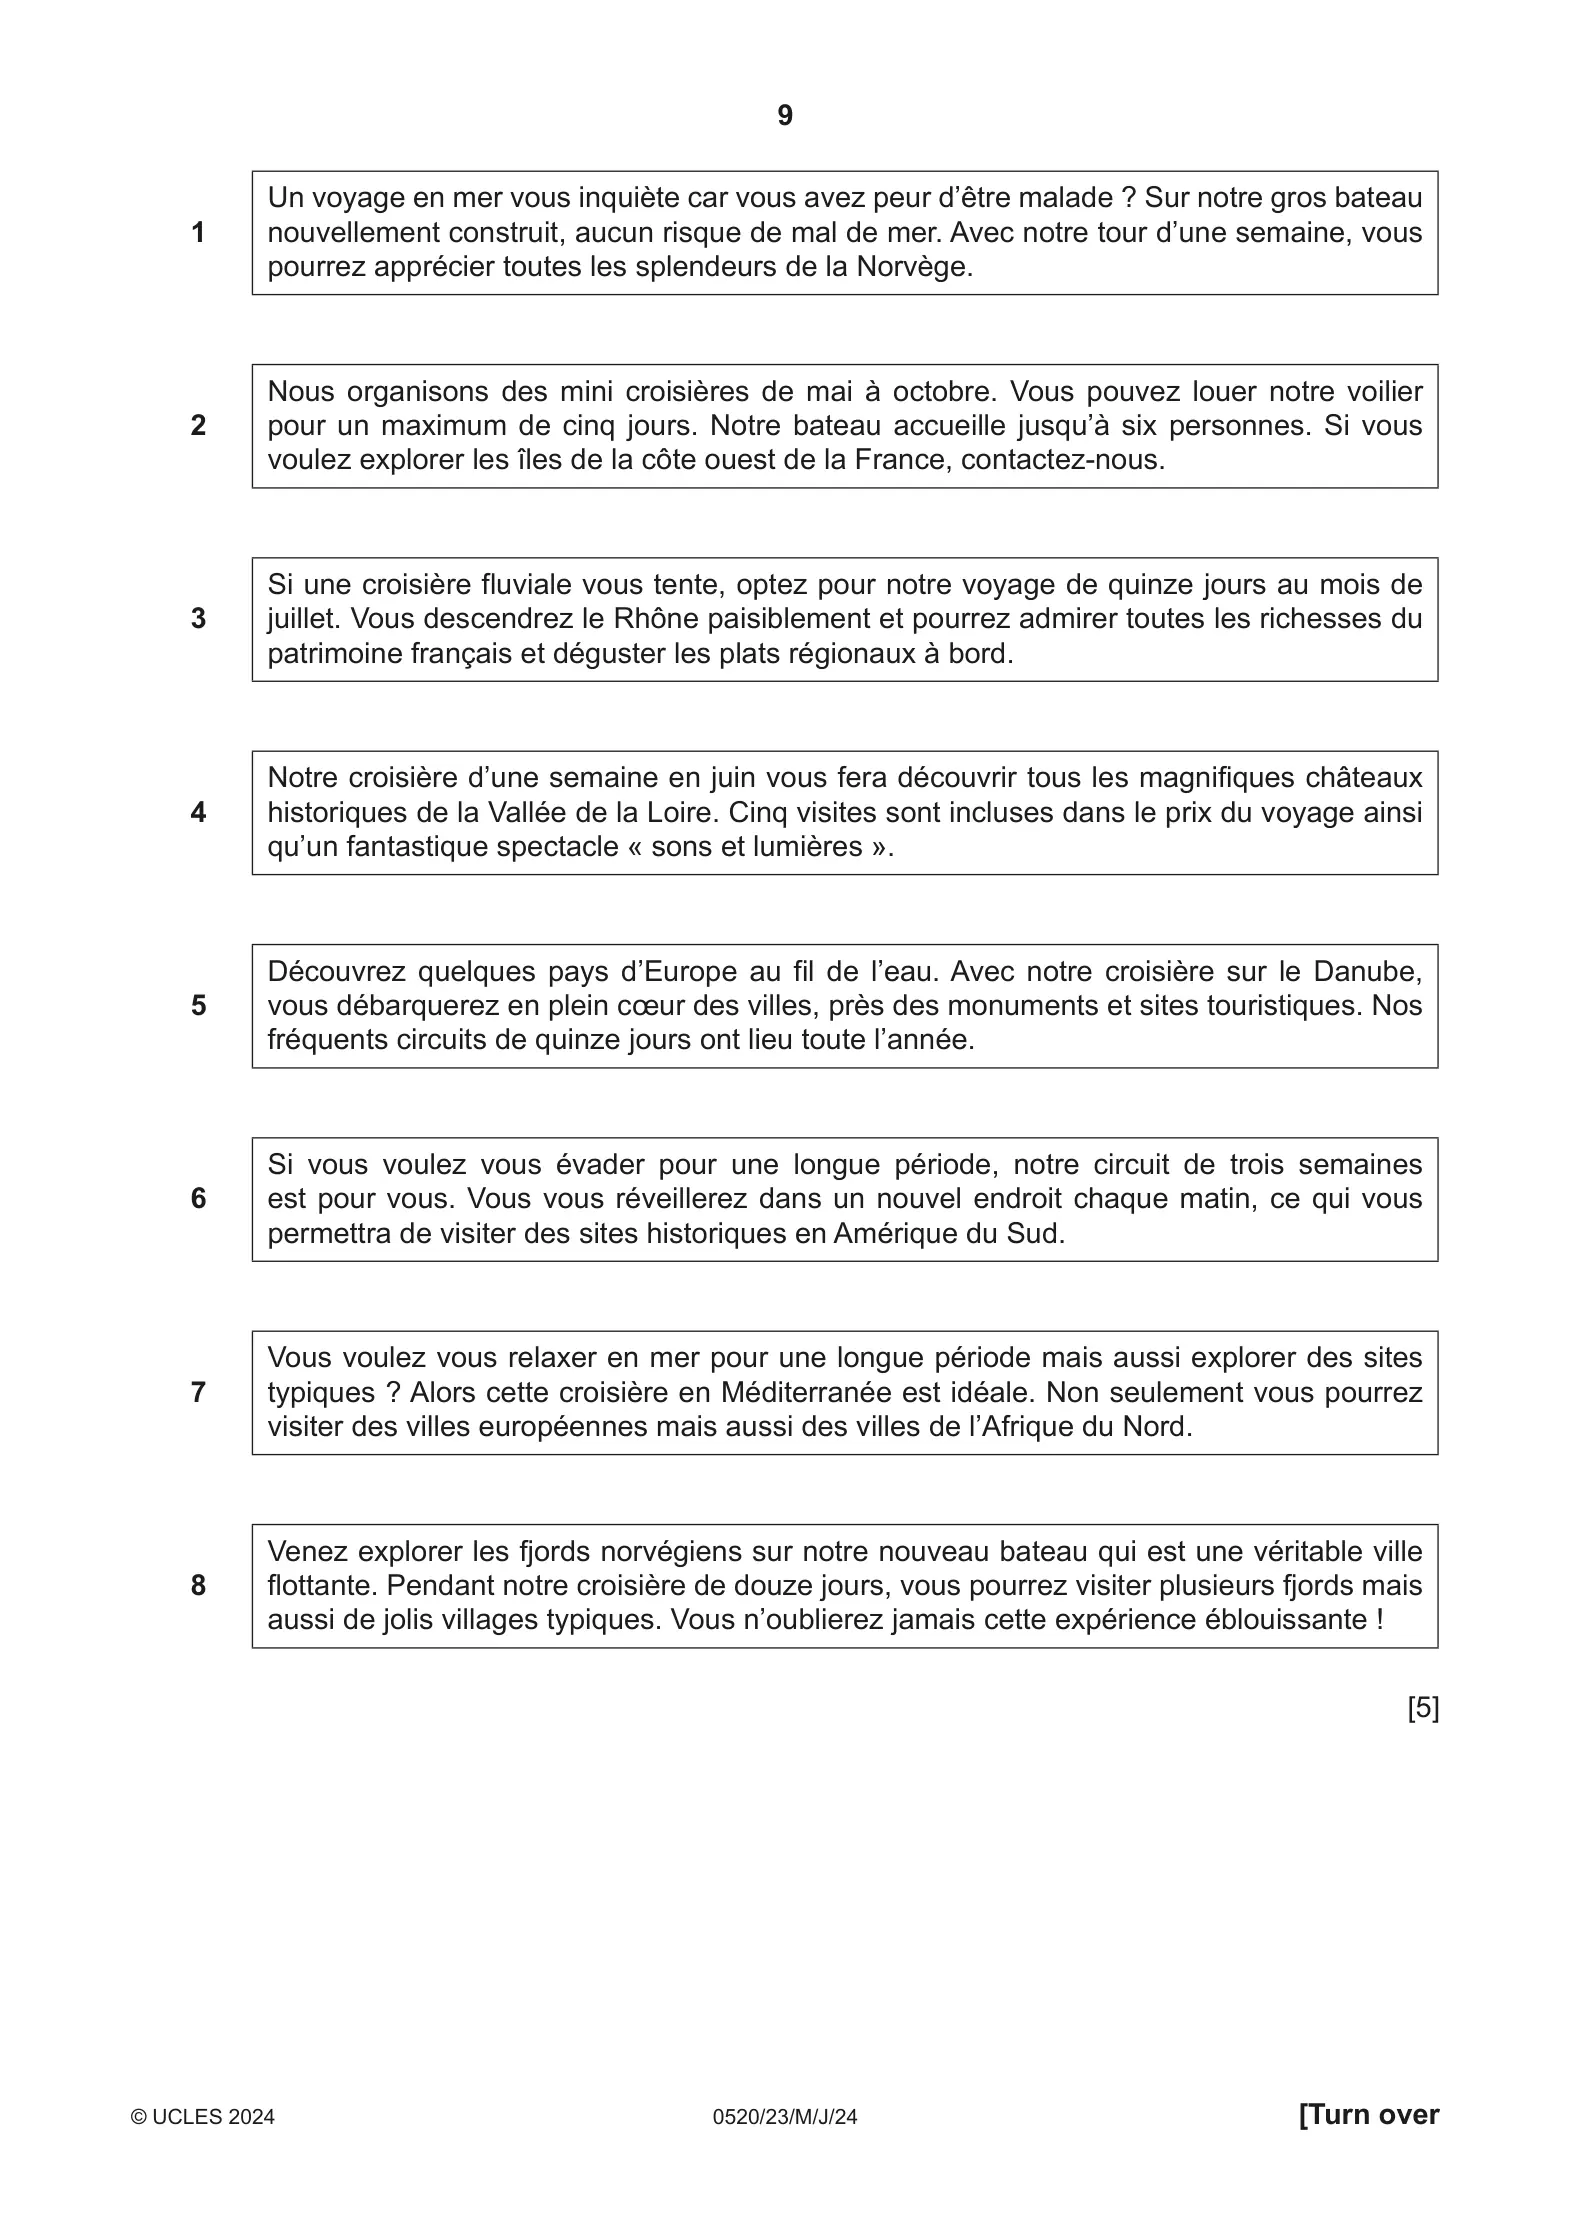 9
1
Un voyage en mer vous inquiète car vous avez peur d’être malade ? Sur notre gros bateau
nouvellement construit, aucun risque de mal de mer. Avec notre tour d’une semaine, vous
pourrez apprécier toutes les splendeurs de la Norvège.
2
Nous organisons des mini croisières de mai à octobre. Vous pouvez louer notre voilier
pour un maximum de cinq jours. Notre bateau accueille jusqu’à six personnes. Si vous
voulez explorer les îles de la côte ouest de la France, contactez-nous.
3
Si une croisière fluviale vous tente, optez pour notre voyage de quinze jours au mois de
juillet. Vous descendrez le Rhône paisiblement et pourrez admirer toutes les richesses du
patrimoine français et déguster les plats régionaux à bord.
4
Notre croisière d’une semaine en juin vous fera découvrir tous les magnifiques châteaux
historiques de la Vallée de la Loire. Cinq visites sont incluses dans le prix du voyage ainsi
qu’un fantastique spectacle « sons et lumières ».
5
Découvrez quelques pays d’Europe au fil de l’eau. Avec notre croisière sur le Danube,
vous débarquerez en plein cœur des villes, près des monuments et sites touristiques. Nos
fréquents circuits de quinze jours ont lieu toute l’année.
6
Si vous voulez vous évader pour une longue période, notre circuit de trois semaines
est pour vous. Vous vous réveillerez dans un nouvel endroit chaque matin, ce qui vous
permettra de visiter des sites historiques en Amérique du Sud.
7
Vous voulez vous relaxer en mer pour une longue période mais aussi explorer des sites
typiques ? Alors cette croisière en Méditerranée est idéale. Non seulement vous pourrez
visiter des villes européennes mais aussi des villes de l’Afrique du Nord.
8
Venez explorer les fjords norvégiens sur notre nouveau bateau qui est une véritable ville
flottante. Pendant notre croisière de douze jours, vous pourrez visiter plusieurs fjords mais
aussi de jolis villages typiques. Vous n’oublierez jamais cette expérience éblouissante !
[5]
© UCLES 2024
0520/23/M/J/24
[Turn over